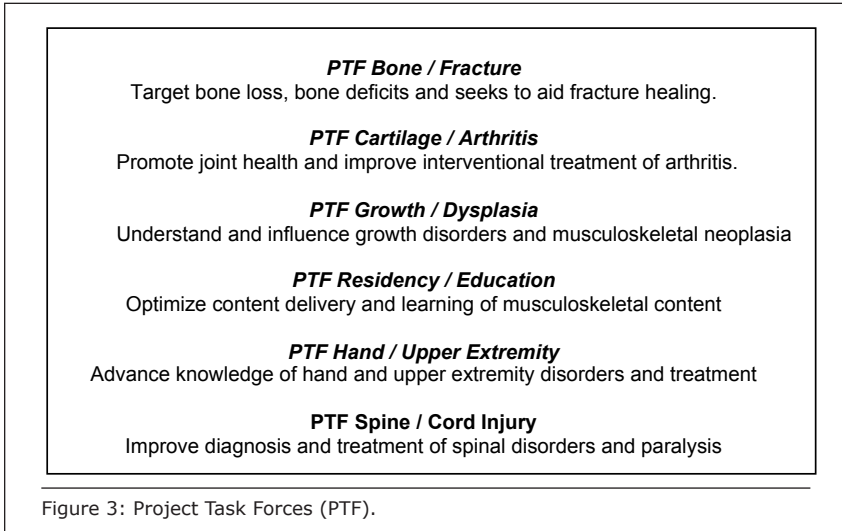 PTF Bone / Fracture
Target bone loss, bone deficits and seeks to aid fracture healing.
PTF Cartilage / Arthritis
Promote joint health and improve interventional treatment of arthritis.
PTF Growth / Dysplasia
Understand and influence growth disorders and musculoskeletal neoplasia
PTF Residency / Education
Optimize content delivery and learning of musculoskeletal content
PTF Hand / Upper Extremity
Advance knowledge of hand and upper extremity disorders and treatment
PTF Spine / Cord Injury
Improve diagnosis and treatment of spinal disorders and paralysis
Figure 3: Project Task Forces (PTF).